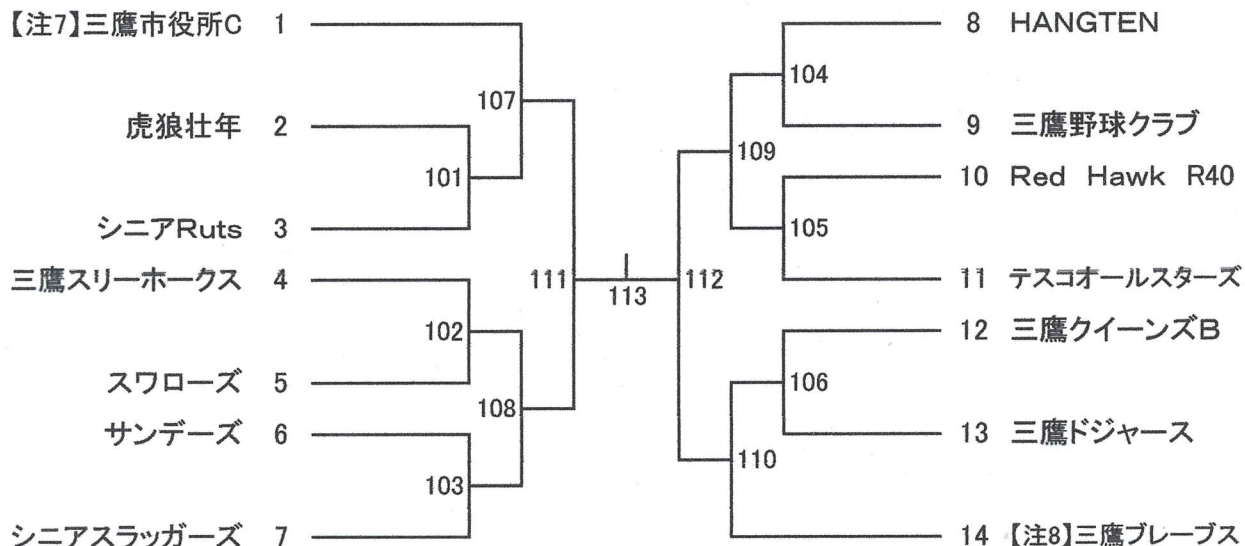 【注7】三鷹市役所C 1
8 HANGTEN
104
107
虎狼壮年 2
9 三鷹野球クラブ
109
101
10 Red Hawk R40
シニアRuts 3
105
三鷹スリーホークス 4
111
113
112
11 テスコオールスターズ
102
12 三鷹クイーンズB
スワローズ 5
106
108
サンデーズ 6
13 三鷹ドジャース
110
103
シニアスラッガーズ 7
14 【注8】三鷹ブレーブス